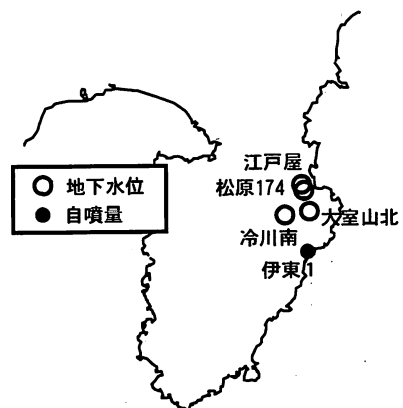 江戸屋
松原174
地下水位
自噴量
大室山北
冷川南
伊東1